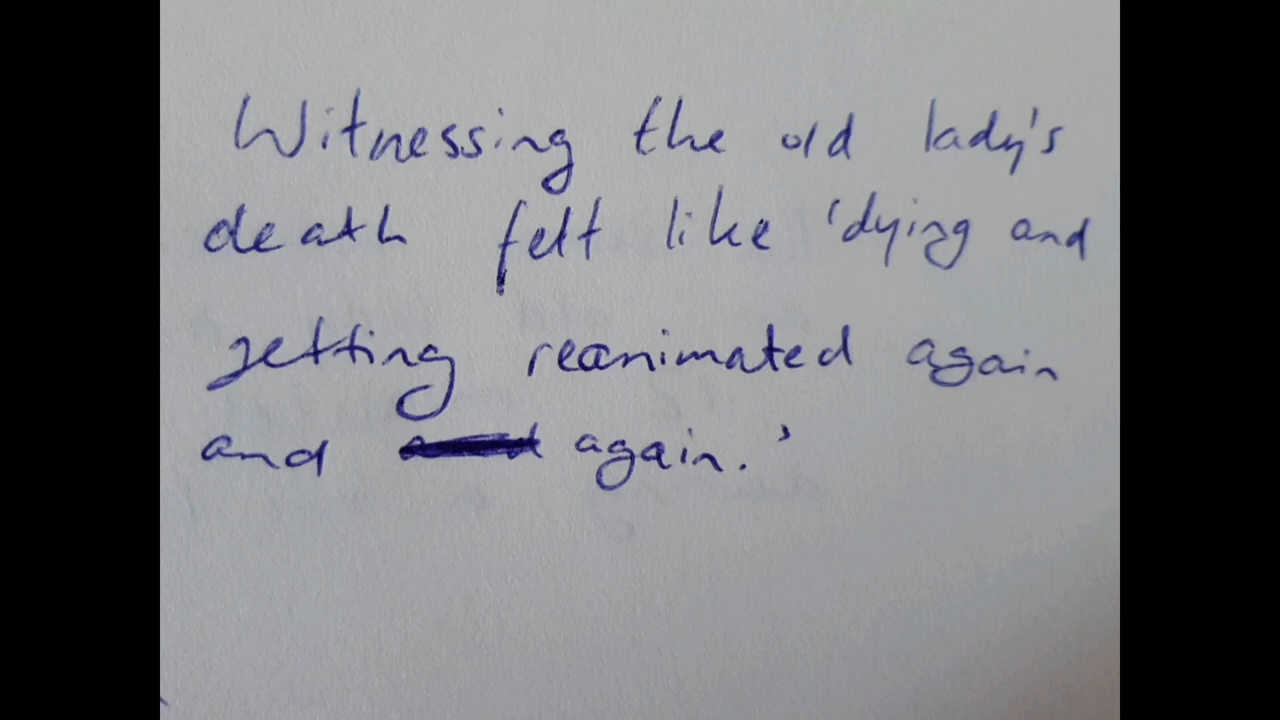 Witnessing the old lady's
death felt like 'dying and
getting reanimated again
and again.'